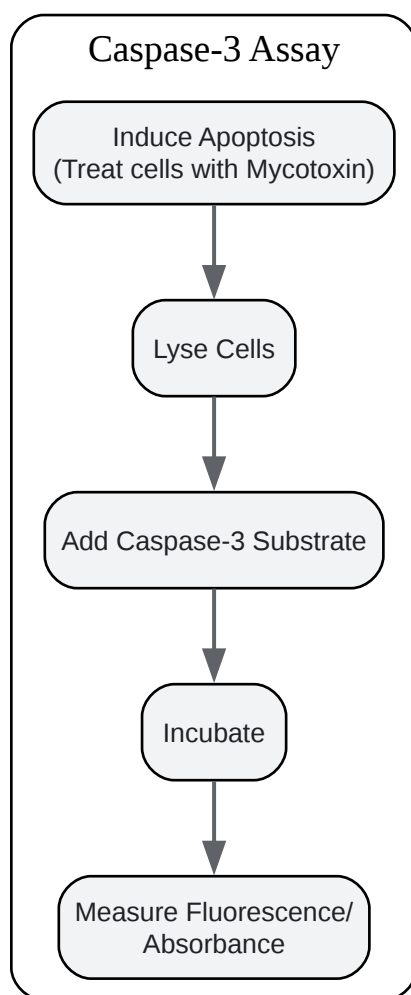 Caspase-3 Assay
Induce Apoptosis
(Treat cells with Mycotoxin)
Lyse Cells
Add Caspase-3 Substrate
Incubate
Measure Fluorescence/
Absorbance